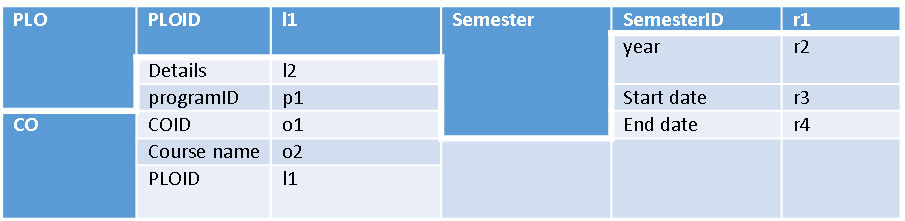 PLO PLOID l1 Semester SemesterID r1
year r2
Details l2
programID p1 Start date r3
CO COID o1 End date r4
Course name o2
PLOID l1